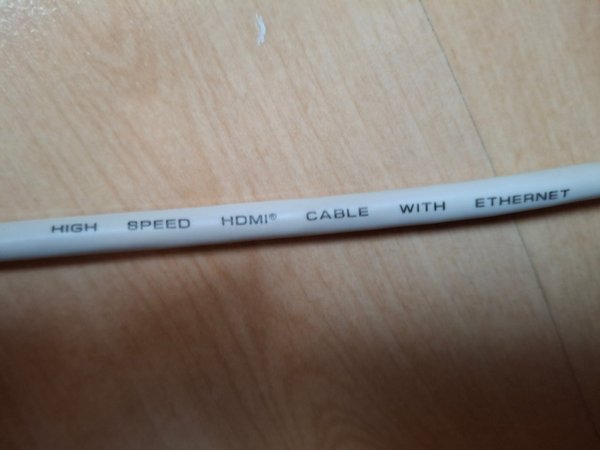 HIGH SPEED HDMI® CABLE WITH ETHERNET